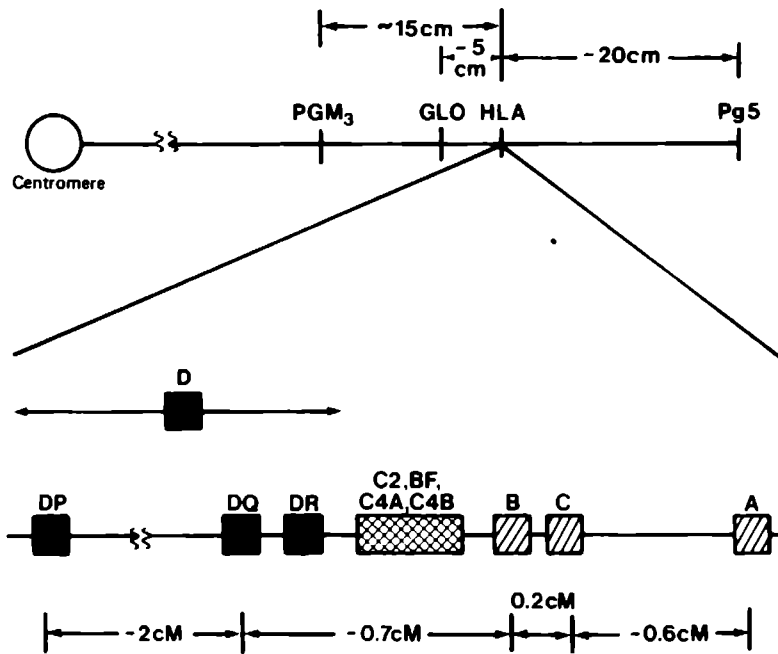 ~15cm
-5
cm
-20cm
PGM3
GLO
HLA
Pg5
Centromere
D
C2,BF,
C4A,C4B
DP
DQ
DR
B
C
A
0.2cM
-2cM
-0.7cM
-0.6cM